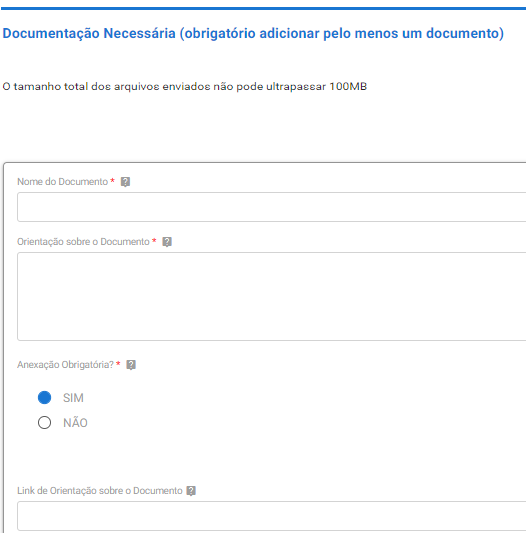 Documentação Necessária (obrigatório adicionar pelo menos um documento)
O tamanho total dos arquivos enviados não pode ultrapassar 100MB
Nome do Documento * ?
Orientação sobre o Documento * ?
Anexação Obrigatória? * ?
SIM
NÃO
Link de Orientação sobre o Documento ?